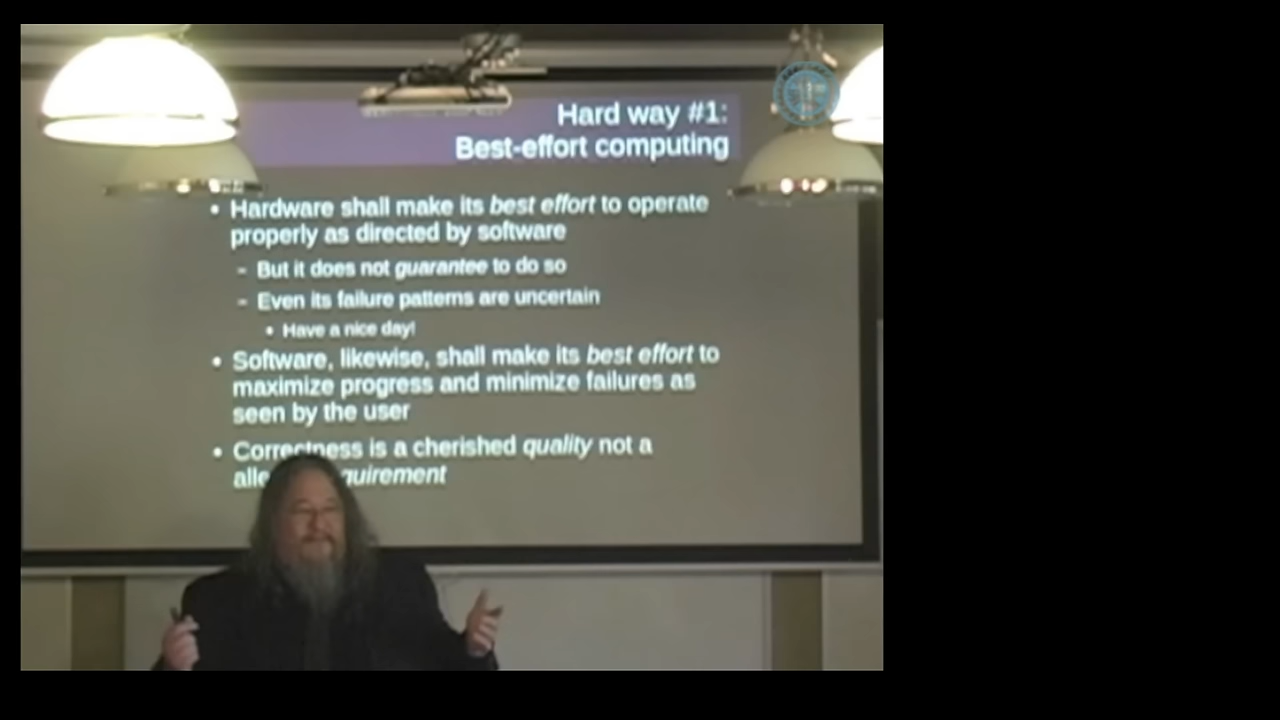 Hard way #1:
Best-effort computing
• Hardware shall make its best effort to operate
properly as directed by software
– But it does not guarantee to do so
– Even its failure patterns are uncertain
• Have a nice day!
• Software, likewise, shall make its best effort to
maximize progress and minimize failures as
seen by the user
• Correctness is a cherished quality not a